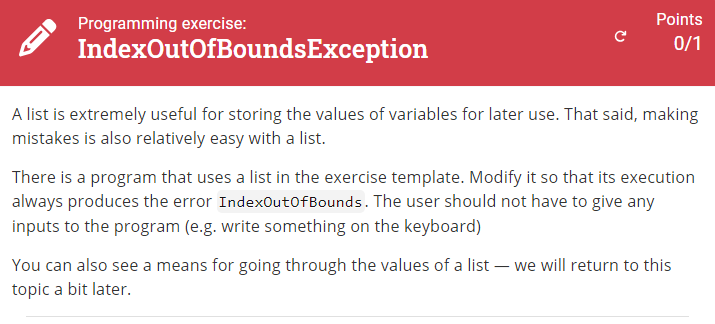 Programming exercise:
IndexOutOfBoundsException
Points
0/1
A list is extremely useful for storing the values of variables for later use. That said, making
mistakes is also relatively easy with a list.
There is a program that uses a list in the exercise template. Modify it so that its execution
always produces the error IndexOutOfBounds. The user should not have to give any
inputs to the program (e.g. write something on the keyboard)
You can also see a means for going through the values of a list — we will return to this
topic a bit later.